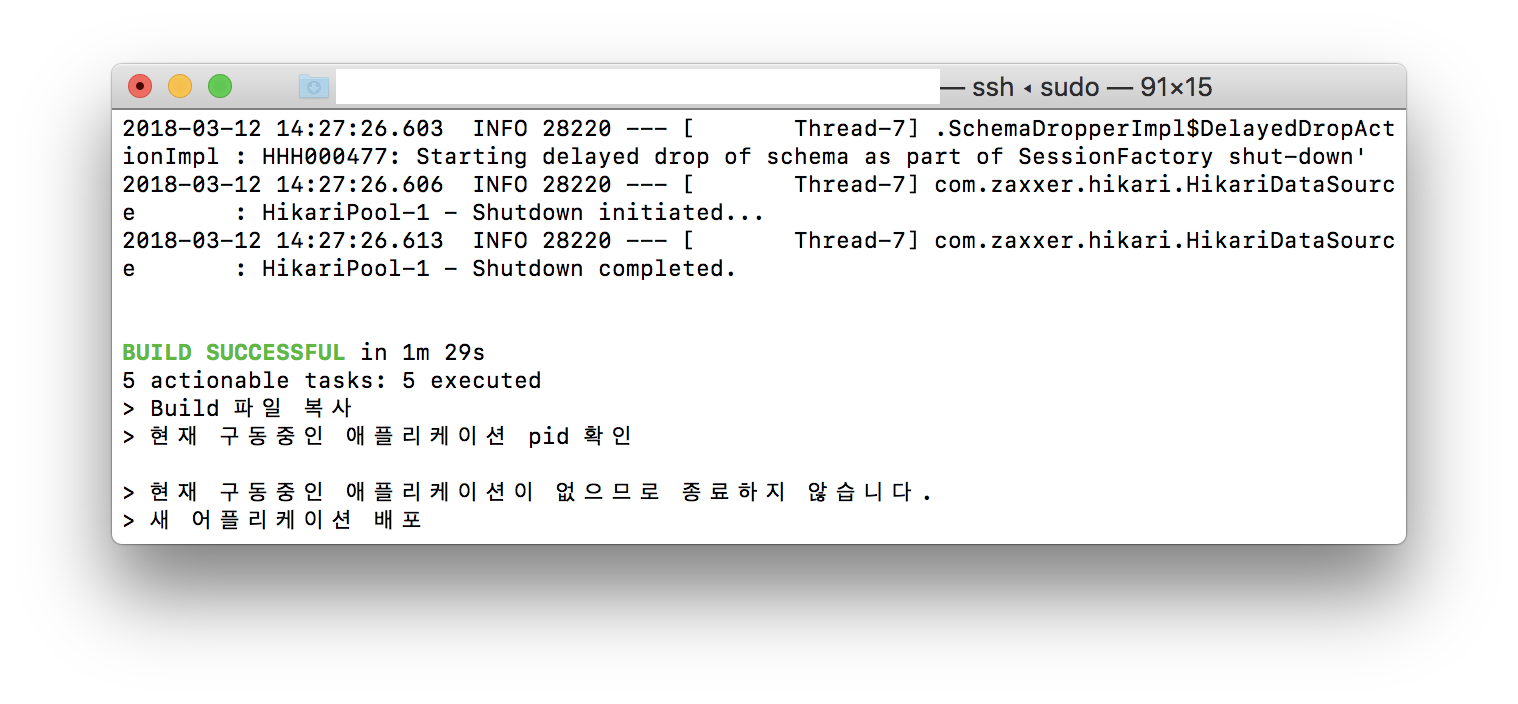 — ssh ◂ sudo — 91×15
2018-03-12 14:27:26.603  INFO 28220 --- [       Thread-7] .SchemaDropperImpl$DelayedDropAct
ionImpl : HHH000477: Starting delayed drop of schema as part of SessionFactory shut-down'
2018-03-12 14:27:26.606  INFO 28220 --- [       Thread-7] com.zaxxer.hikari.HikariDataSourc
e       : HikariPool-1 - Shutdown initiated...
2018-03-12 14:27:26.613  INFO 28220 --- [       Thread-7] com.zaxxer.hikari.HikariDataSourc
e       : HikariPool-1 - Shutdown completed.
BUILD SUCCESSFUL in 1m 29s
5 actionable tasks: 5 executed
> Build 파일 복사
> 현재 구동중인 애플리케이션 pid 확인
> 현재 구동중인 애플리케이션이 없으므로 종료하지 않습니다.
> 새 어플리케이션 배포